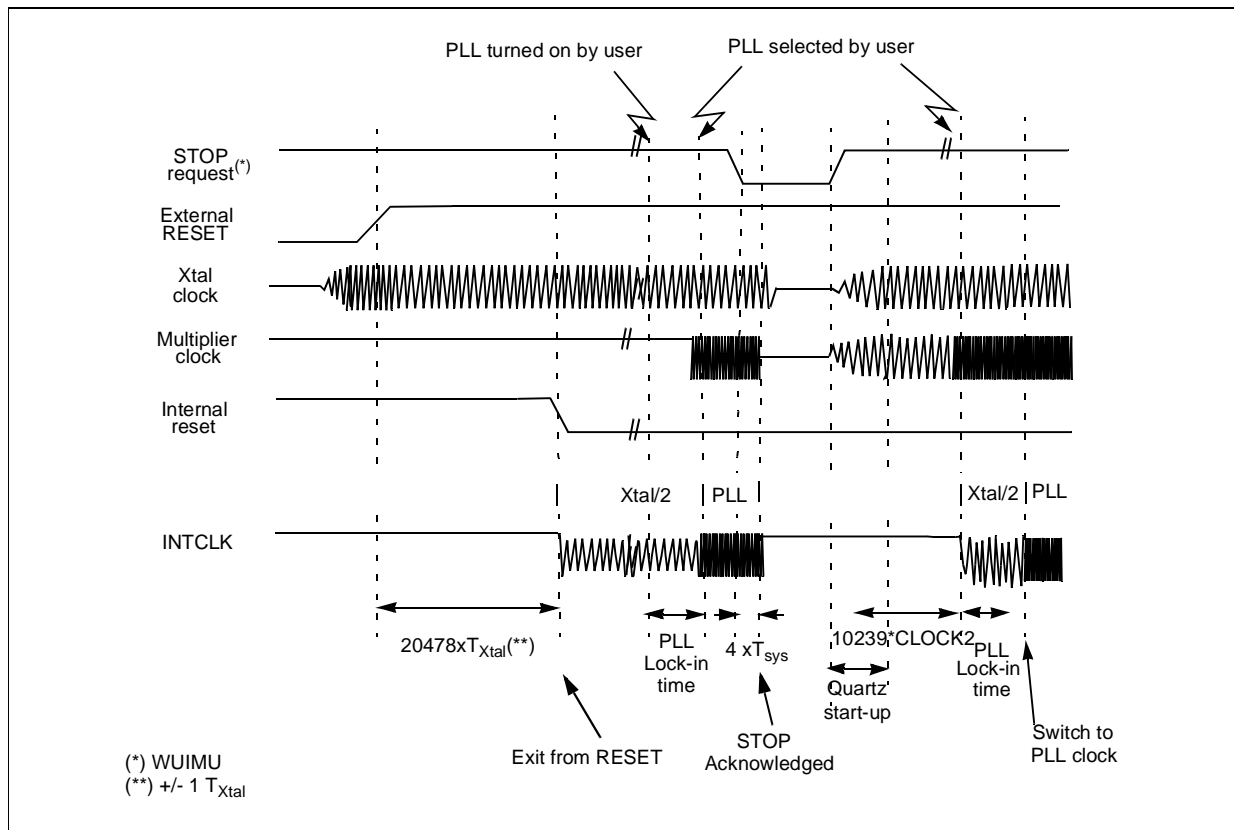 PLL turned on by user
PLL selected by user
STOP
request(*)
External
RESET
Xtal
clock
Multiplier
clock
Internal
reset
Xtal/2
PLL
Xtal/2
PLL
INTCLK
20478xTXtal(**)
PLL
Lock-in
time
4 xTsys
10239*CLOCK2
PLL
Lock-in
time
Quartz
start-up
Exit from RESET
STOP
Acknowledged
Switch to
PLL clock
(*) WUIMU
(**) +/- 1 TXtal